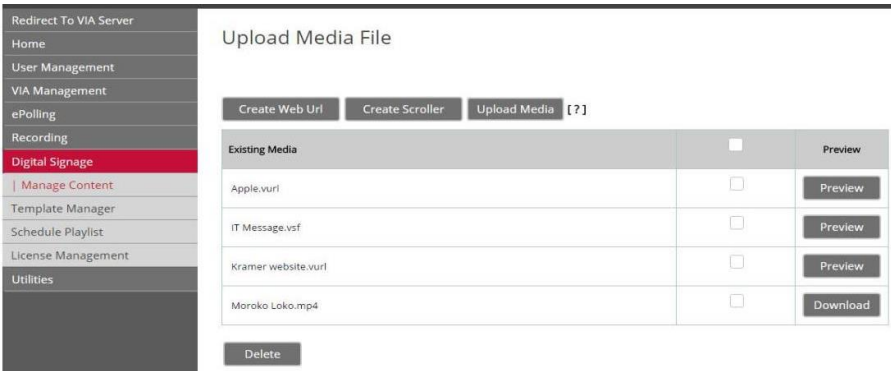 Redirect To VIA Server
Home
User Management
VIA Management
ePolling
Recording
Digital Signage
| Manage Content
Template Manager
Schedule Playlist
License Management
Utilities
Upload Media File
Create Web Url Create Scroller Upload Media [?]
Existing Media Preview
Apple.vurl Preview
IT Message.vsf Preview
Kramer website.vurl Preview
Moroko Loko.mp4 Download
Delete